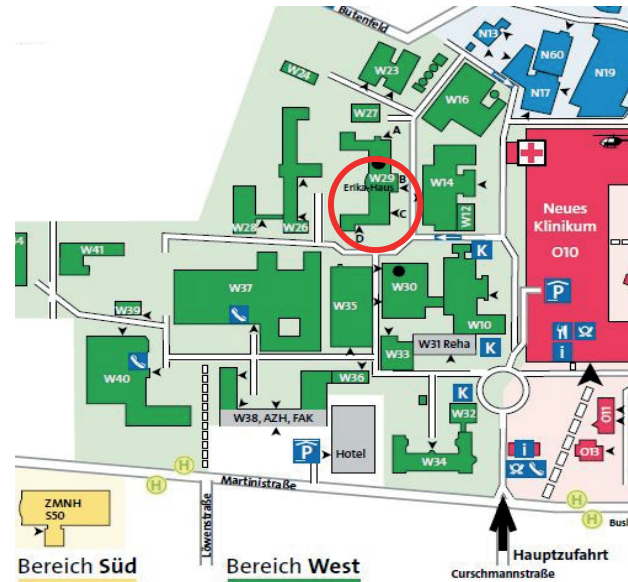 Butenfeld
N13
N60
N19
N17
W23
W24
W16
W27
A
W29
B
Erika-Haus
C
D
W14
W12
W28
W26
Neues
Klinikum
O10
W41
K
W37
W30
W35
W39
W10
P
W31 Reha
K
W33
i
W40
W36
K
W38, AZH, FAK
W32
O11
P
Hotel
W34
i
O13
H
H
Martinistraße
H
H
ZMNH
S50
Löwenstraße
Bereich Süd
Bereich West
Hauptzufahrt
Curschmannstraße